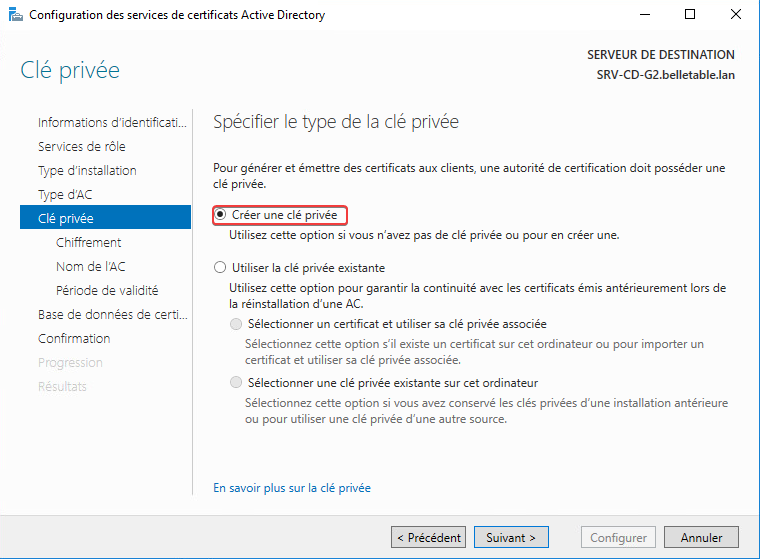 Configuration des services de certificats Active Directory
Clé privée
SERVEUR DE DESTINATION
SRV-CD-G2.belletable.lan
Informations d'identificati...
Services de rôle
Type d'installation
Type d'AC
Clé privée
Chiffrement
Nom de l'AC
Période de validité
Base de données de certi...
Confirmation
Progression
Résultats
Spécifier le type de la clé privée
Pour générer et émettre des certificats aux clients, une autorité de certification doit posséder une
clé privée.
Créer une clé privée
Utilisez cette option si vous n'avez pas de clé privée ou pour en créer une.
Utiliser la clé privée existante
Utilisez cette option pour garantir la continuité avec les certificats émis antérieurement lors de
la réinstallation d'une AC.
Sélectionner un certificat et utiliser sa clé privée associée
Sélectionnez cette option s'il existe un certificat sur cet ordinateur ou pour importer un
certificat et utiliser sa clé privée associée.
Sélectionner une clé privée existante sur cet ordinateur
Sélectionnez cette option si vous avez conservé les clés privées d'une installation antérieure
ou pour utiliser une clé privée d'une autre source.
En savoir plus sur la clé privée
< Précédent
Suivant >
Configurer
Annuler